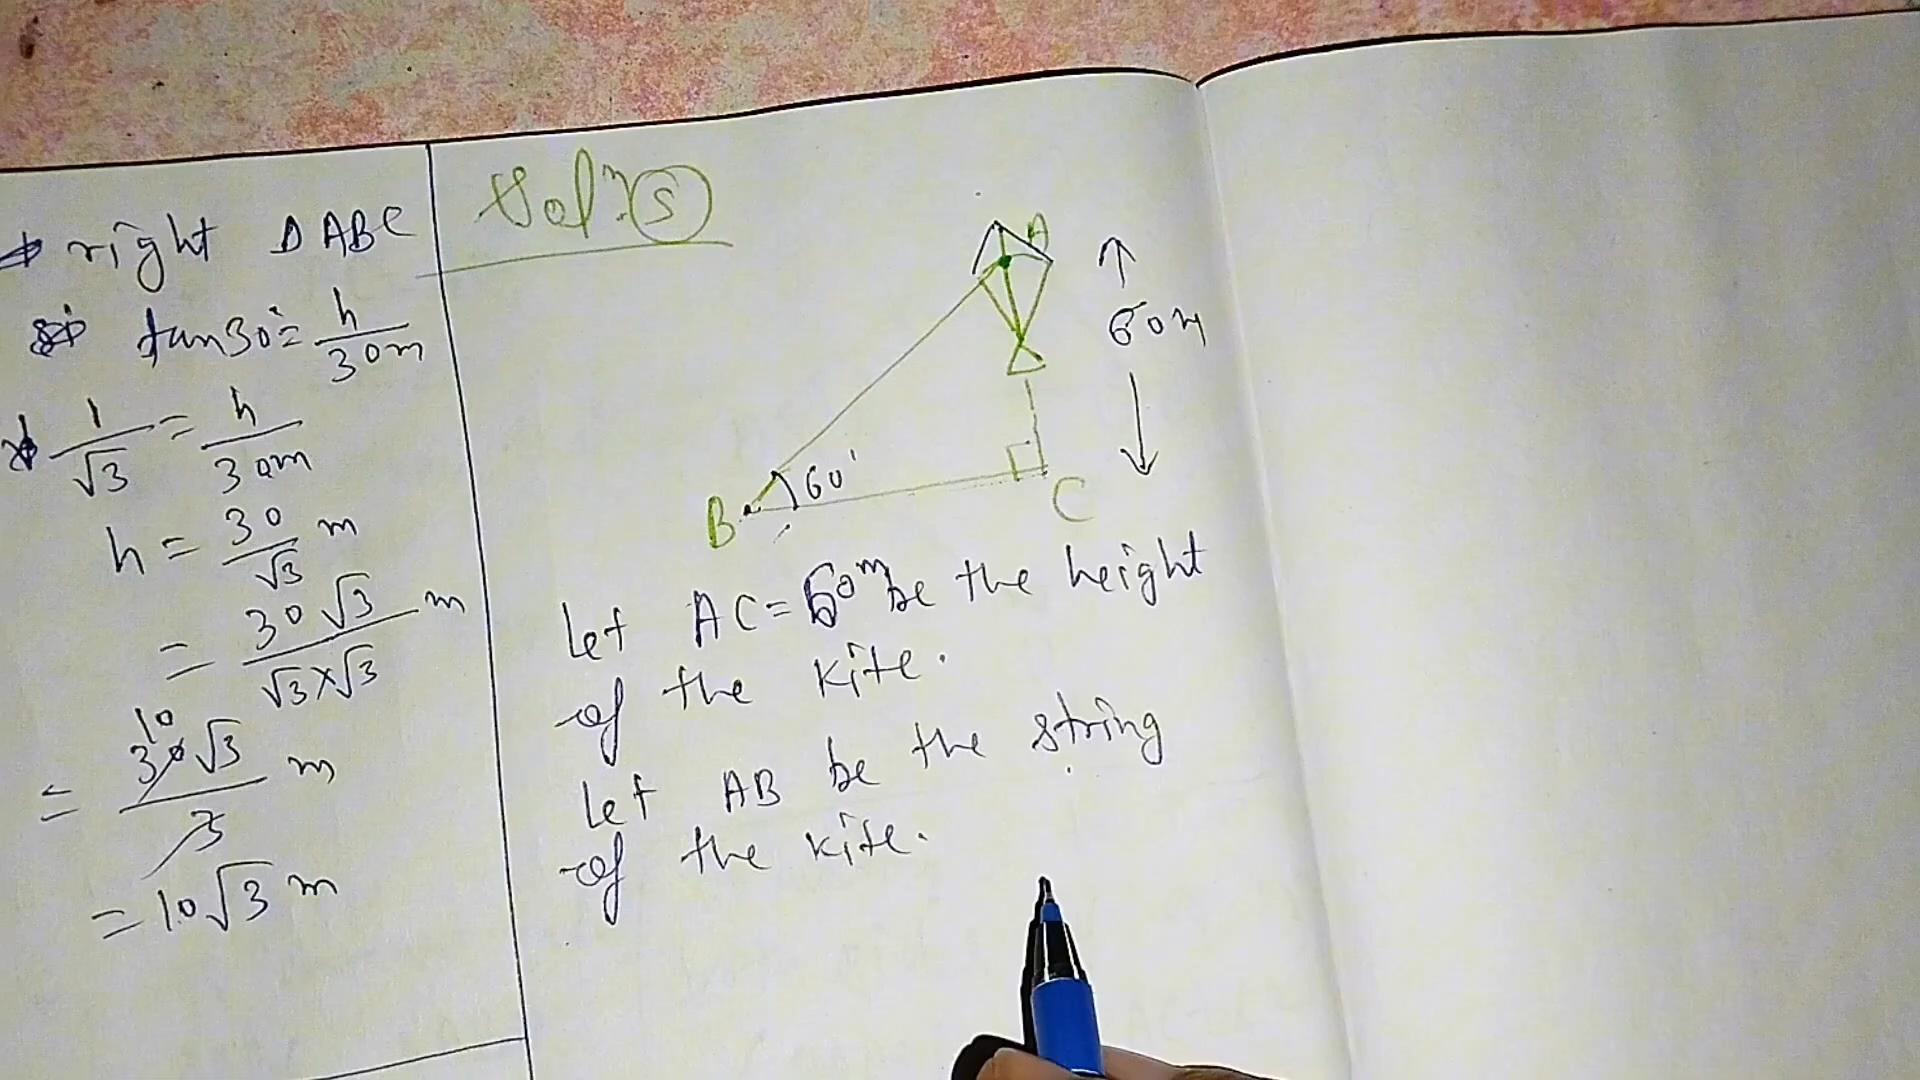 right Δ ABC
tan30° = h/30m
1/√3 = h/30m
h = 30/√3 m
= 30√3/√3×√3 m
10
= 30√3/3 m
= 10√3 m
Solⁿ: (5)
A
60m
60°
B
C
Let AC = 60m be the height
of the kite.
Let AB be the string
of the kite.